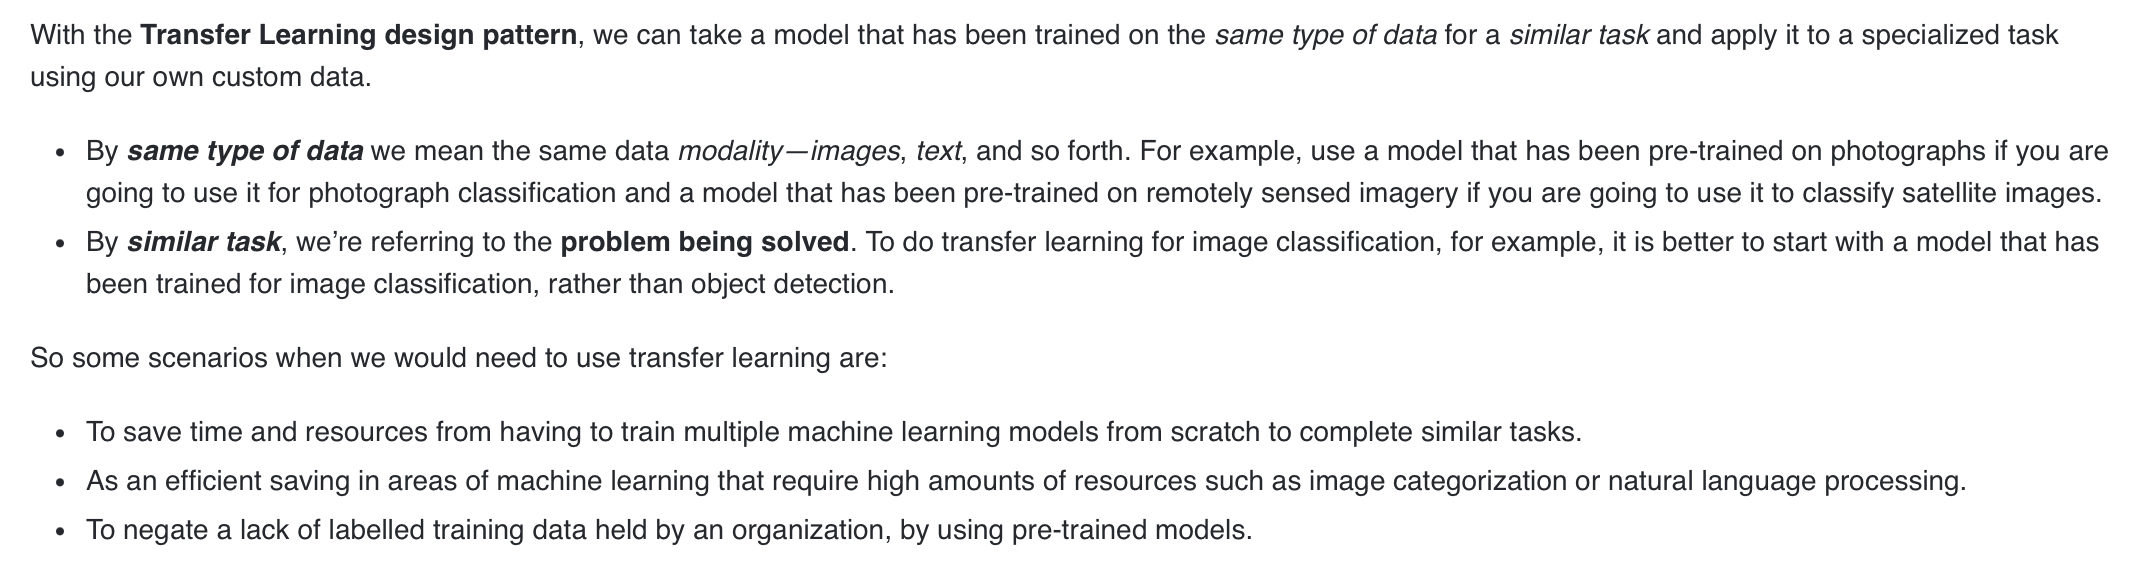 With the Transfer Learning design pattern, we can take a model that has been trained on the same type of data for a similar task and apply it to a specialized task
using our own custom data.
• By same type of data we mean the same data modality—images, text, and so forth. For example, use a model that has been pre-trained on photographs if you are
going to use it for photograph classification and a model that has been pre-trained on remotely sensed imagery if you are going to use it to classify satellite images.
• By similar task, we’re referring to the problem being solved. To do transfer learning for image classification, for example, it is better to start with a model that has
been trained for image classification, rather than object detection.
So some scenarios when we would need to use transfer learning are:
• To save time and resources from having to train multiple machine learning models from scratch to complete similar tasks.
• As an efficient saving in areas of machine learning that require high amounts of resources such as image categorization or natural language processing.
• To negate a lack of labelled training data held by an organization, by using pre-trained models.